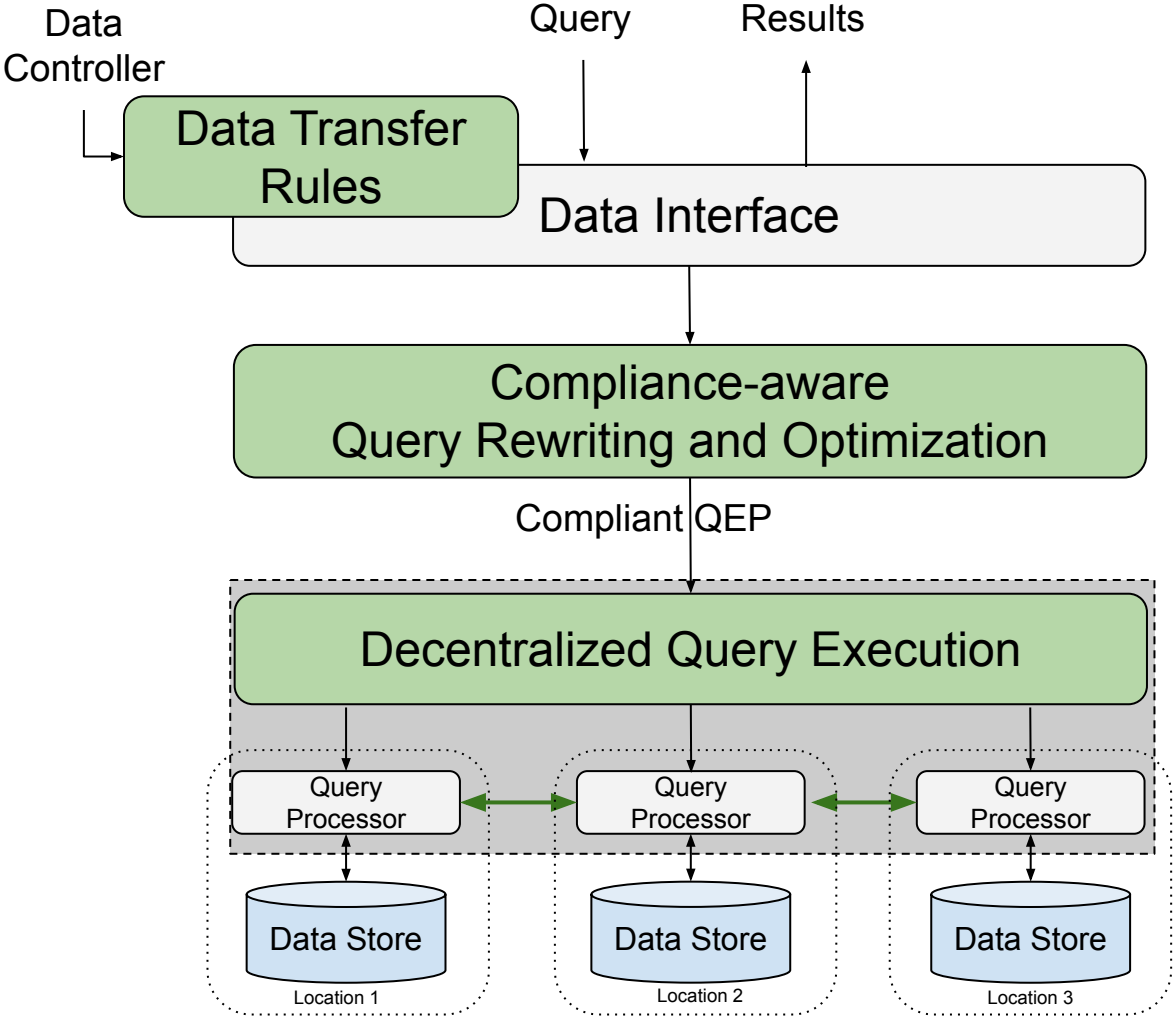 Data
Controller
Query
Results
Data Transfer
Rules
Data Interface
Compliance-aware
Query Rewriting and Optimization
Compliant QEP
Decentralized Query Execution
Query
Processor
Query
Processor
Query
Processor
Data Store
Data Store
Data Store
Location 1
Location 2
Location 3